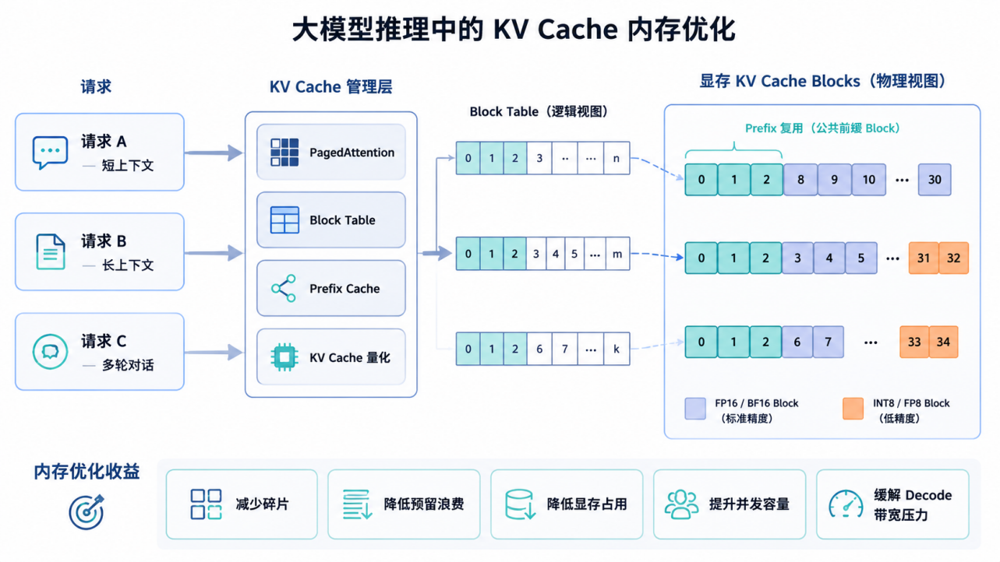 大模型推理中的 KV Cache 内存优化
请求
请求 A
— 短上下文
请求 B
— 长上下文
请求 C
— 多轮对话
KV Cache 管理层
PagedAttention
Block Table
Prefix Cache
KV Cache 量化
Block Table（逻辑视图）
0 1 2 3 ·· ... n
0 1 2 3 4 5 ... m
0 1 2 6 7 ... k
显存 KV Cache Blocks（物理视图）
Prefix 复用（公共前缀 Block）
0 1 2 8 9 10 ... 30
0 1 2 3 4 5 ... 31 32
0 1 2 6 7 ... 33 34
FP16 / BF16 Block
（标准精度）
INT8 / FP8 Block
（低精度）
内存优化收益
减少碎片
降低预留浪费
降低显存占用
提升并发容量
缓解 Decode
带宽压力